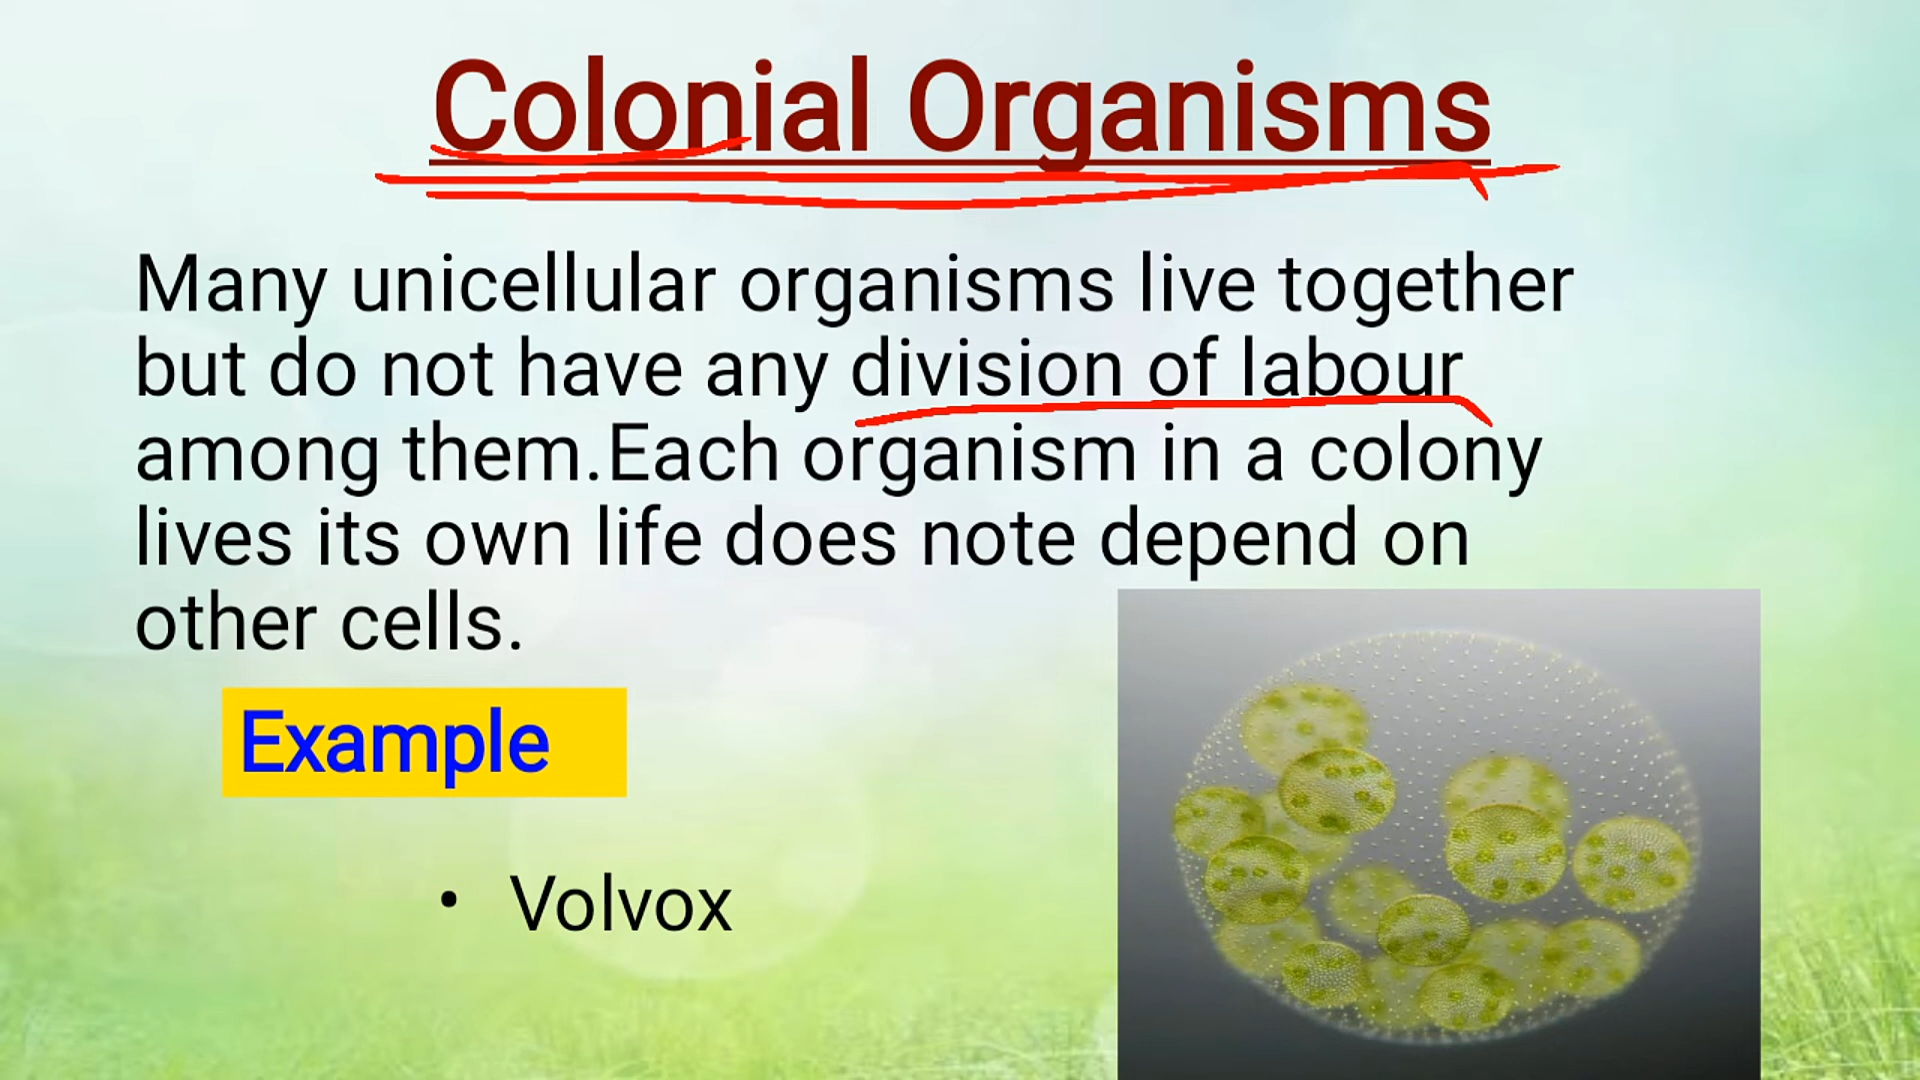 Colonial Organisms
Many unicellular organisms live together
but do not have any division of labour
among them.Each organism in a colony
lives its own life does note depend on
other cells.
Example
• Volvox